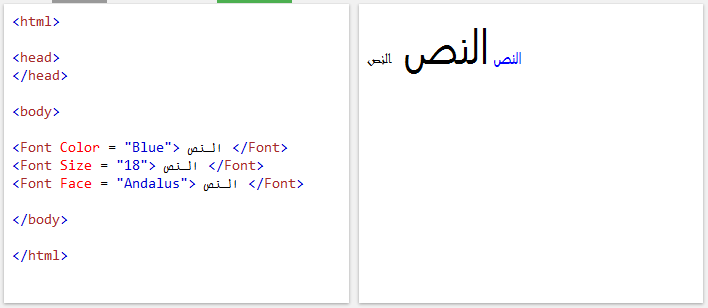 <html>
<head>
</head>
<body>
<Font Color = "Blue"> النص </Font>
<Font Size = "18"> النص </Font>
<Font Face = "Andalus"> النص </Font>
</body>
</html>
النص النص النص